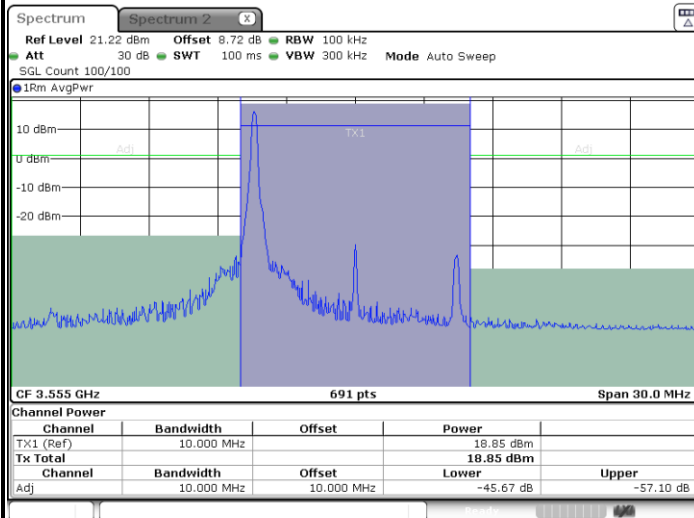 Spectrum Spectrum 2 X
Ref Level 21.22 dBm Offset 8.72 dB RBW 100 kHz
Att 30 dB SWT 100 ms VBW 300 kHz Mode Auto Sweep
SGL Count 100/100
1Rm AvgPwr
10 dBm
TX1
Adj Adj
0 dBm
-10 dBm
-20 dBm
CF 3.555 GHz 691 pts Span 30.0 MHz
Channel Power
Channel Bandwidth Offset Power
TX1 (Ref) 10.000 MHz 18.85 dBm
Tx Total 18.85 dBm
Channel Bandwidth Offset Lower Upper
Adj 10.000 MHz 10.000 MHz -45.67 dB -57.10 dB
Ready